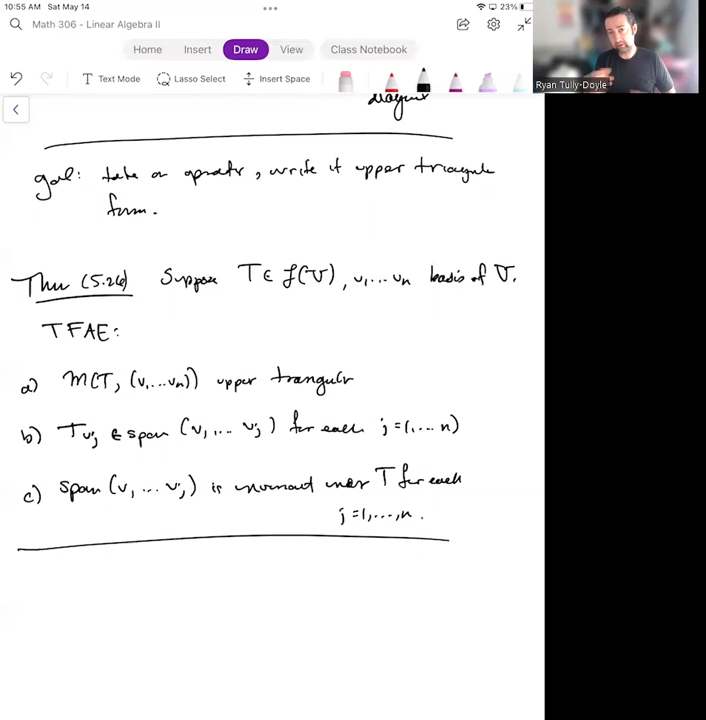 10:55 AM Sat May 14
23%
Math 306 - Linear Algebra II
Home Insert Draw View Class Notebook
Text Mode Lasso Select Insert Space
Ryan Tully-Doyle
goal: take an operator, write it upper triangular
form.
Thm (5.26) Suppose T ∈ L(V), v₁ ... vₙ basis of V.
TFAE:
a) M(T, (v₁ ... vₙ)) upper triangular
b) Tvⱼ ∈ span (v₁ ... vⱼ) for each j = 1, ... n)
c) span (v₁ ... vⱼ) is invariant under T for each
j = 1, ..., n.